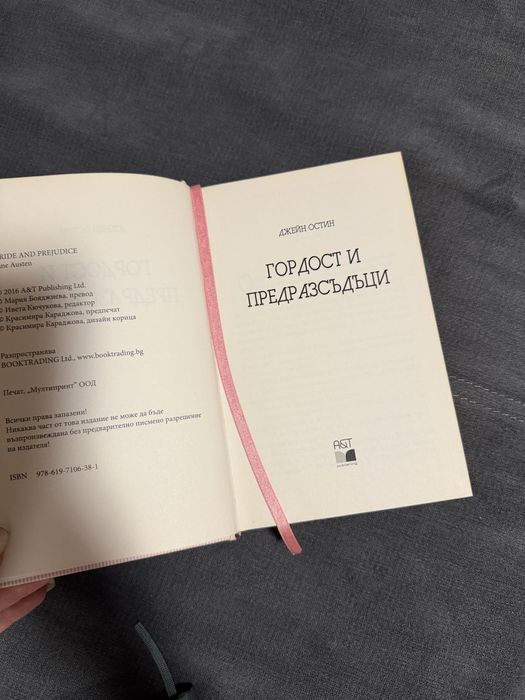 RIDE AND PREJUDICE
ne Austen
© 2016 A&T Publishing Ltd.
© Мария Бояджиева, превод
© Ивета Кючукова, редактор
© Красимира Караджова, предпечат
© Красимира Караджова, дизайн корица
Разпространява
BOOKTRADING Ltd., www.booktrading.bg
Печат, „Мултипринт" ООД
Всички права запазени!
Никаква част от това издание не може да бъде
възпроизвеждана без предварително писмено разрешение
на издателя!
ISBN 978-619-7106-38-1
ДЖЕЙН ОСТИН
ГОРДОСТ И
ПРЕДРАЗСЪДЪЦИ
A&T
publishing